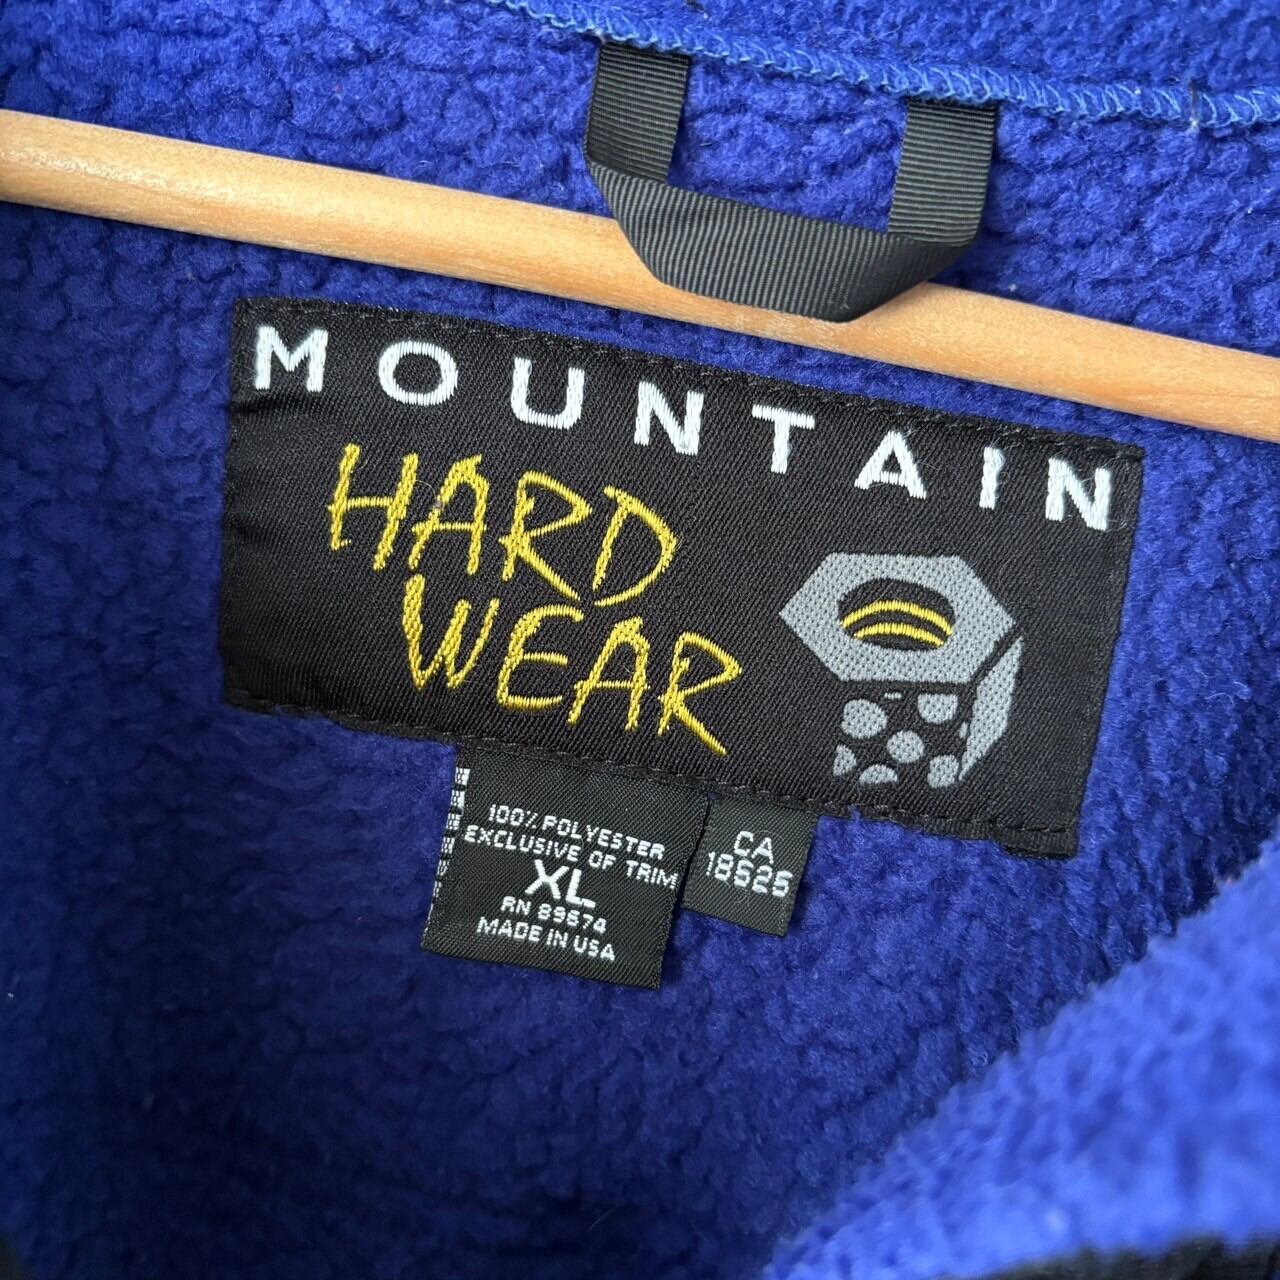 MOUNTAIN
HARD
WEAR
100% POLYESTER
EXCLUSIVE OF TRIM
XL
RN 89674
MADE IN USA
CA
18525